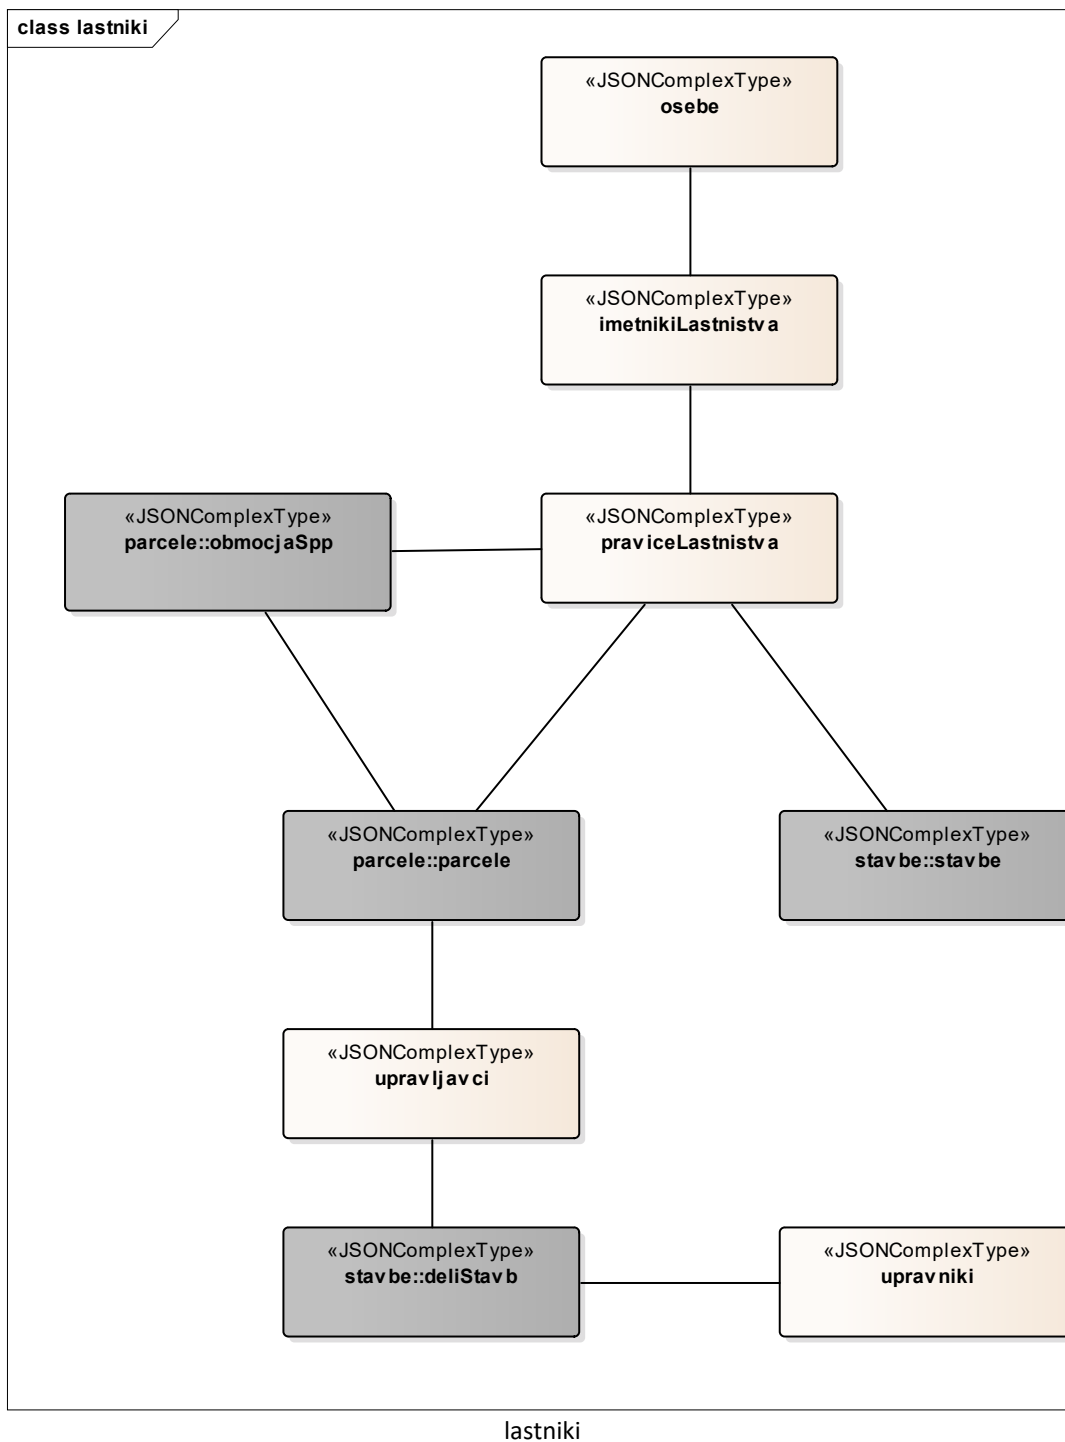 class lastniki
«JSONComplexType»
osebe
«JSONComplexType»
imetnikiLastnistva
«JSONComplexType»
parcele::obmocjaSpp
«JSONComplexType»
praviceLastnistva
«JSONComplexType»
parcele::parcele
«JSONComplexType»
stavbe::stavbe
«JSONComplexType»
upravljavci
«JSONComplexType»
stavbe::deliStavb
«JSONComplexType»
upravniki
lastniki